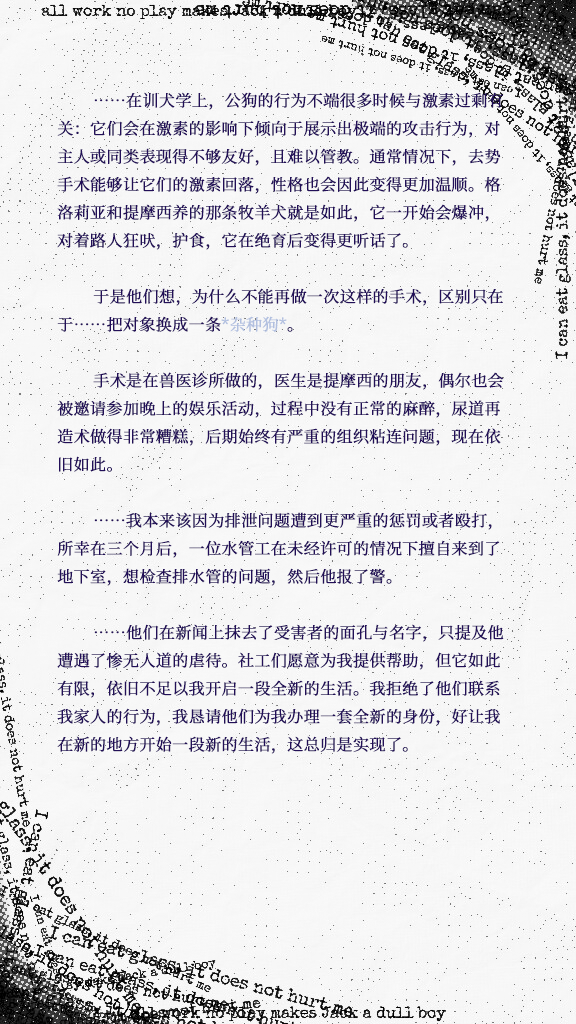 all work no play makes Jack a dull boy
……在训犬学上，公狗的行为不端很多时候与激素过剩有
关：它们会在激素的影响下倾向于展示出极端的攻击行为，对
主人或同类表现得不够友好，且难以管教。通常情况下，去势
手术能够让它们的激素回落，性格也会因此变得更加温顺。格
洛莉亚和提摩西养的那条牧羊犬就是如此，它一开始会爆冲，
对着路人狂吠，护食，它在绝育后变得更听话了。
于是他们想，为什么不能再做一次这样的手术，区别只在
于……把对象换成一条*杂种狗*。
手术是在兽医诊所做的，医生是提摩西的朋友，偶尔也会
被邀请参加晚上的娱乐活动，过程中没有正常的麻醉，尿道再
造术做得非常糟糕，后期始终有严重的组织粘连问题，现在依
旧如此。
……我本来该因为排泄问题遭到更严重的惩罚或者殴打，
所幸在三个月后，一位水管工在未经许可的情况下擅自来到了
地下室，想检查排水管的问题，然后他报了警。
……他们在新闻上抹去了受害者的面孔与名字，只提及他
遭遇了惨无人道的虐待。社工们愿意为我提供帮助，但它如此
有限，依旧不足以我开启一段全新的生活。我拒绝了他们联系
我家人的行为，我恳请他们为我办理一套全新的身份，好让我
在新的地方开始一段新的生活，这总归是实现了。
I can eat glass, it does not hurt me
I can eat glass, it does not hurt me
I can eat glass, it does not hurt me
no play makes Jack a dull boy